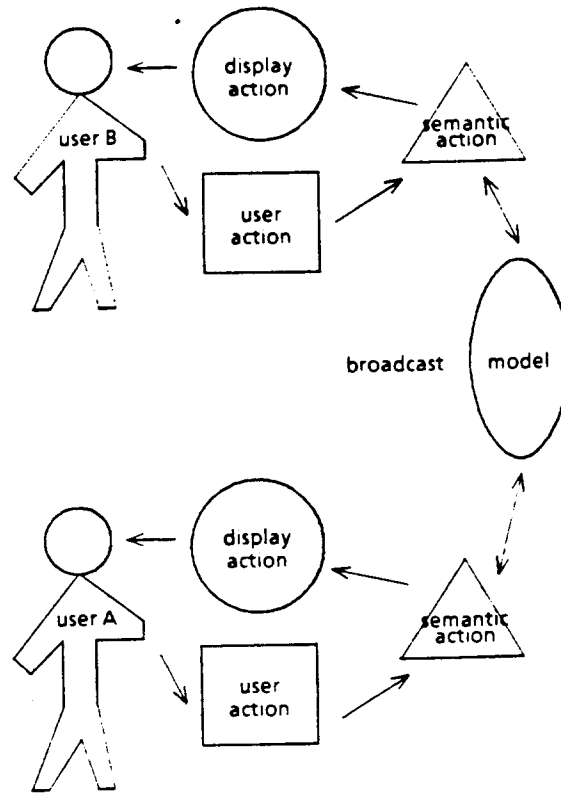 display
action
semantic
action
user B
user
action
broadcast
model
display
action
semantic
action
user A
user
action